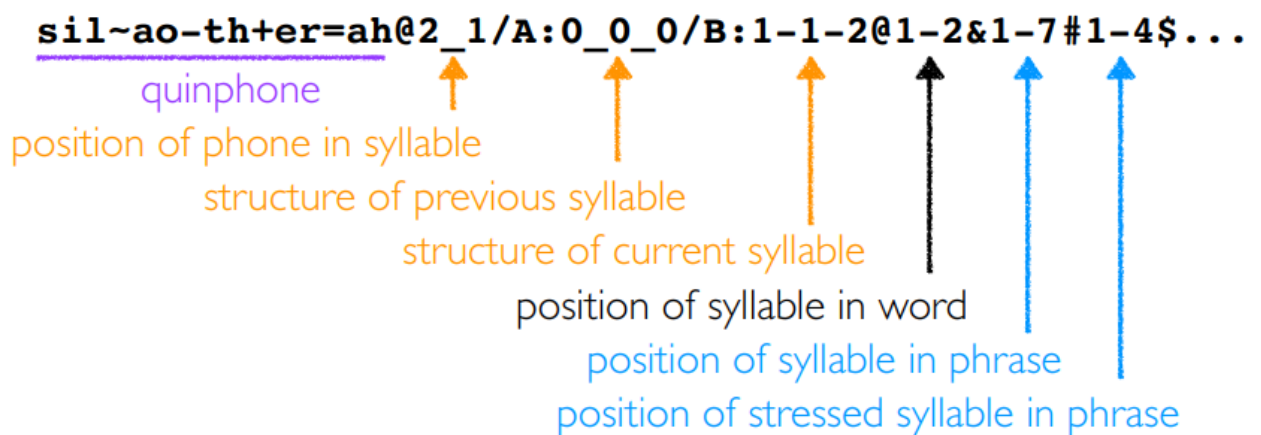 sil~ao-th+er=ah@2_1/A:0_0_0/B:1-1-2@1-2&1-7#1-4$...
quinphone
position of phone in syllable
structure of previous syllable
structure of current syllable
position of syllable in word
position of syllable in phrase
position of stressed syllable in phrase